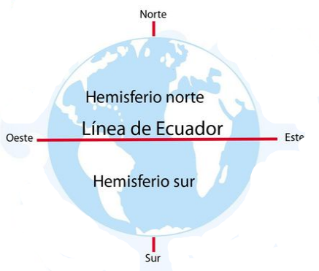 Norte
Hemisferio norte
Línea de Ecuador
Oeste
Este
Hemisferio sur
Sur